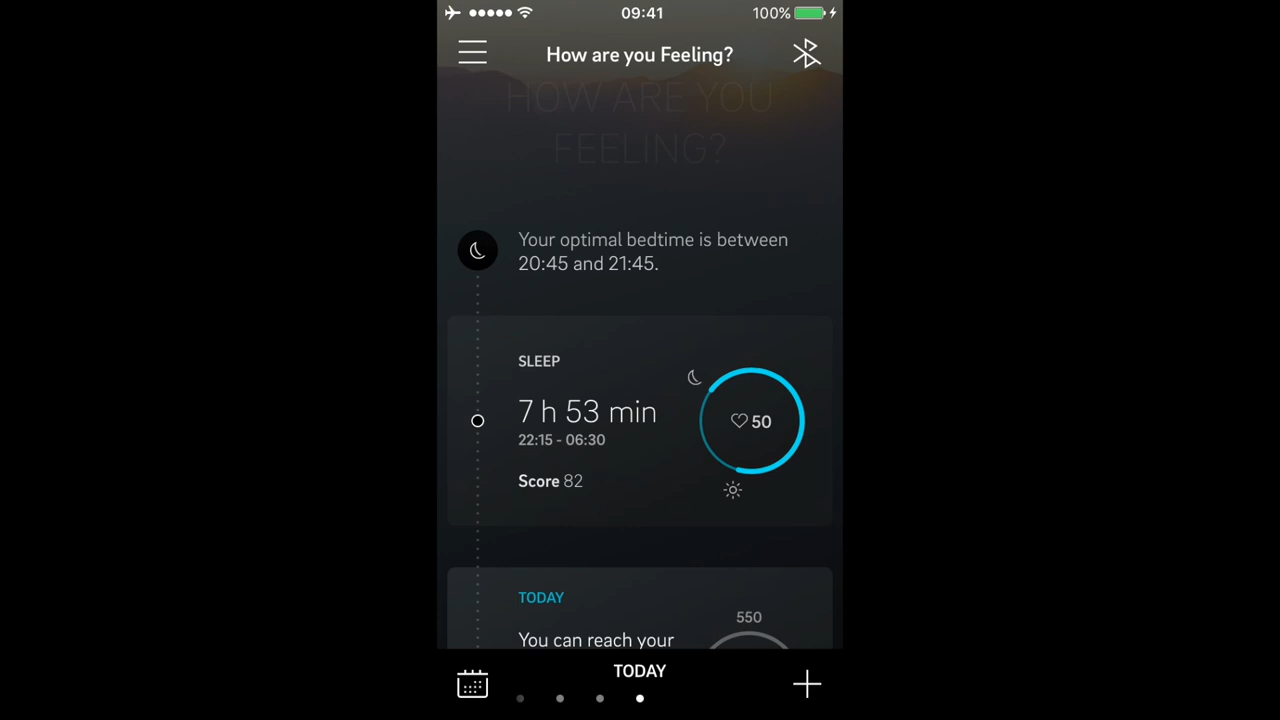 09:41
100%
How are you Feeling?
HOW ARE YOU
FEELING?
Your optimal bedtime is between
20:45 and 21:45.
SLEEP
7 h 53 min
22:15 - 06:30
Score 82
50
TODAY
550
You can reach your
TODAY